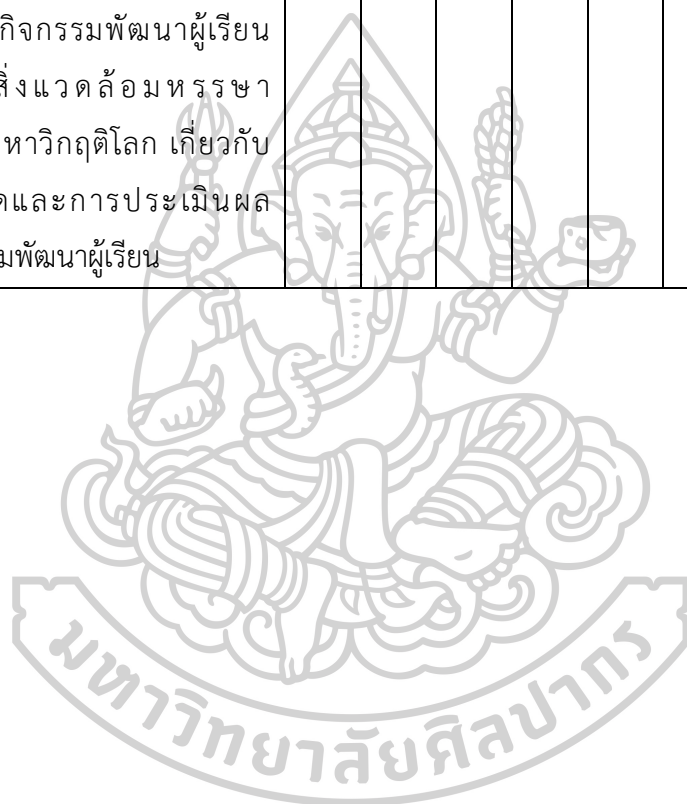 กิจกรรมพัฒนาผู้เรียน
สิ่งแวดล้อมหรรษา
หาวิกฤติโลก เกี่ยวกับ
และการประเมินผล
พัฒนาผู้เรียน
มหาวิทยาลัยศิลปากร